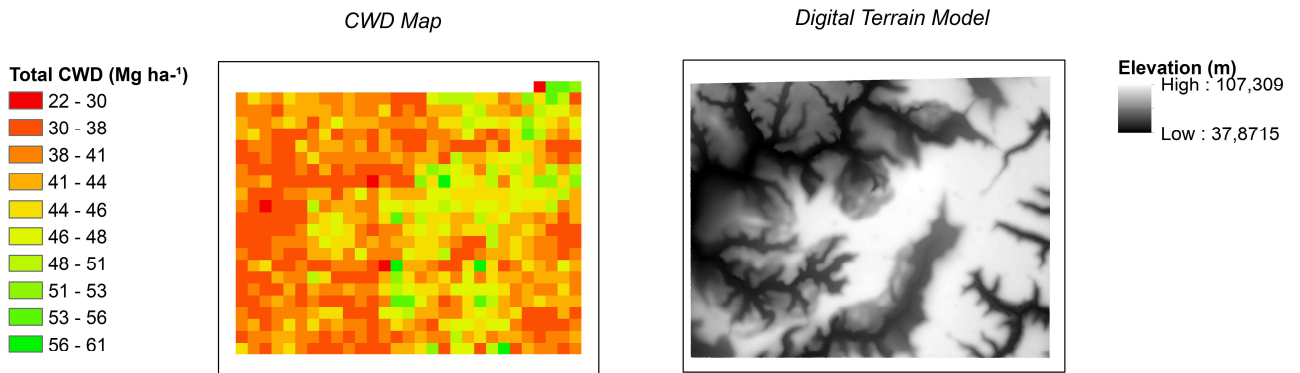 CWD Map
Digital Terrain Model
Total CWD (Mg ha-¹)
22 - 30
30 - 38
38 - 41
41 - 44
44 - 46
46 - 48
48 - 51
51 - 53
53 - 56
56 - 61
Elevation (m)
High : 107,309
Low : 37,8715